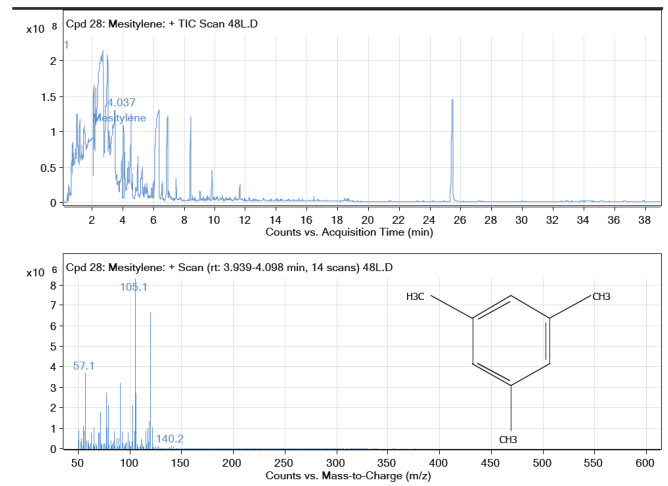 Cpd 28: Mesitylene: + TIC Scan 48L.D
x10 8
1
2
1.5
1
0.5
0
4.037
Mesitylene
2 4 6 8 10 12 14 16 18 20 22 24 26 28 30 32 34 36 38
Counts vs. Acquisition Time (min)
Cpd 28: Mesitylene: + Scan (rt: 3.939-4.098 min, 14 scans) 48L.D
x10 6
8
7
6
5
4
3
2
1
0
105.1
57.1
140.2
H3C
CH3
CH3
50 100 150 200 250 300 350 400 450 500 550 600
Counts vs. Mass-to-Charge (m/z)